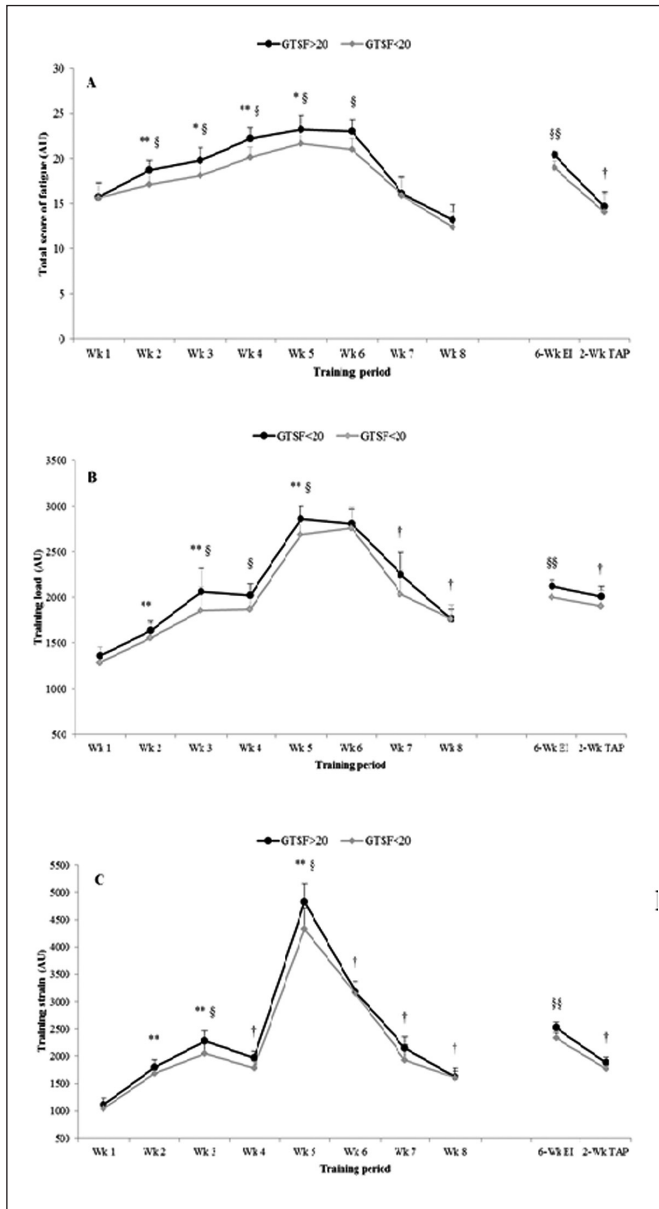 GTSF>20 GTSF<20
A
Total score of fatigue (AU)
30
25
20
15
10
5
0
** § * § ** § * § § §§ †
†
Wk 1 Wk 2 Wk 3 Wk 4 Wk 5 Wk 6 Wk 7 Wk 8 6-Wk EI 2-Wk TAP
Training period
GTSF<20 GTSF<20
B
Training load (AU)
3500
3000
2500
2000
1500
1000
500
** ** § § ** § † † §§ †
Wk 1 Wk 2 Wk 3 Wk 4 Wk 5 Wk 6 Wk 7 Wk 8 6-Wk EI 2-Wk TAP
Training period
GTSF>20 GTSF<20
C
Training strain (AU)
5500
5000
4500
4000
3500
3000
2500
2000
1500
1000
500
** ** § † ** § † † † §§ †
Wk 1 Wk 2 Wk 3 Wk 4 Wk 5 Wk 6 Wk 7 Wk 8 6-Wk EI 2-Wk TAP
Training period